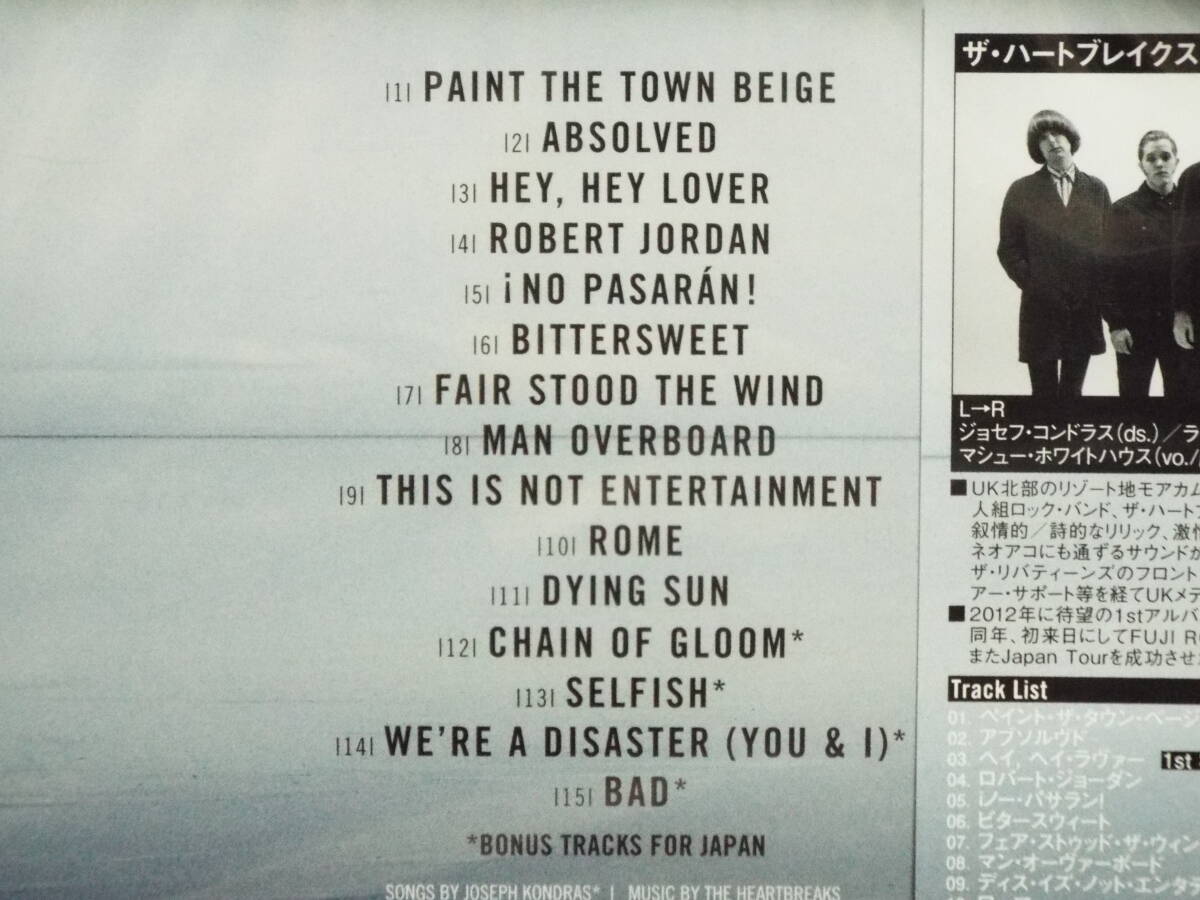 |1| PAINT THE TOWN BEIGE
|2| ABSOLVED
|3| HEY, HEY LOVER
|4| ROBERT JORDAN
|5| ¡NO PASARÁN!
|6| BITTERSWEET
|7| FAIR STOOD THE WIND
|8| MAN OVERBOARD
|9| THIS IS NOT ENTERTAINMENT
|10| ROME
|11| DYING SUN
|12| CHAIN OF GLOOM*
|13| SELFISH*
|14| WE'RE A DISASTER (YOU & I)*
|15| BAD*
*BONUS TRACKS FOR JAPAN
SONGS BY JOSEPH KONDRAS* | MUSIC BY THE HEARTBREAKS
ザ・ハートブレイクス
L→R
ジョセフ・コンドラス(ds.)/ラ
マシュー・ホワイトハウス(vo./
■UK北部のリゾート地モアカム
人組ロック・バンド、ザ・ハート
叙情的/詩的なリリック、激情
ネオアコにも通ずるサウンドが
ザ・リバティーンズのフロント
アー・サポート等を経てUKメデ
■2012年に待望の1stアルバ
同年、初来日にしてFUJI R
またJapan Tourを成功させ
Track List
01. ペイント・ザ・タウン・ベージ
02. アブソルヴド
03. ヘイ、ヘイ・ラヴァー
1st
04. ロバート・ジョーダン
05. ¡ノー・パサラン!
06. ビタースウィート
07. フェア・ストゥッド・ザ・ウィン
08. マン・オーヴァーボード
09. ディス・イズ・ノット・エンタテ